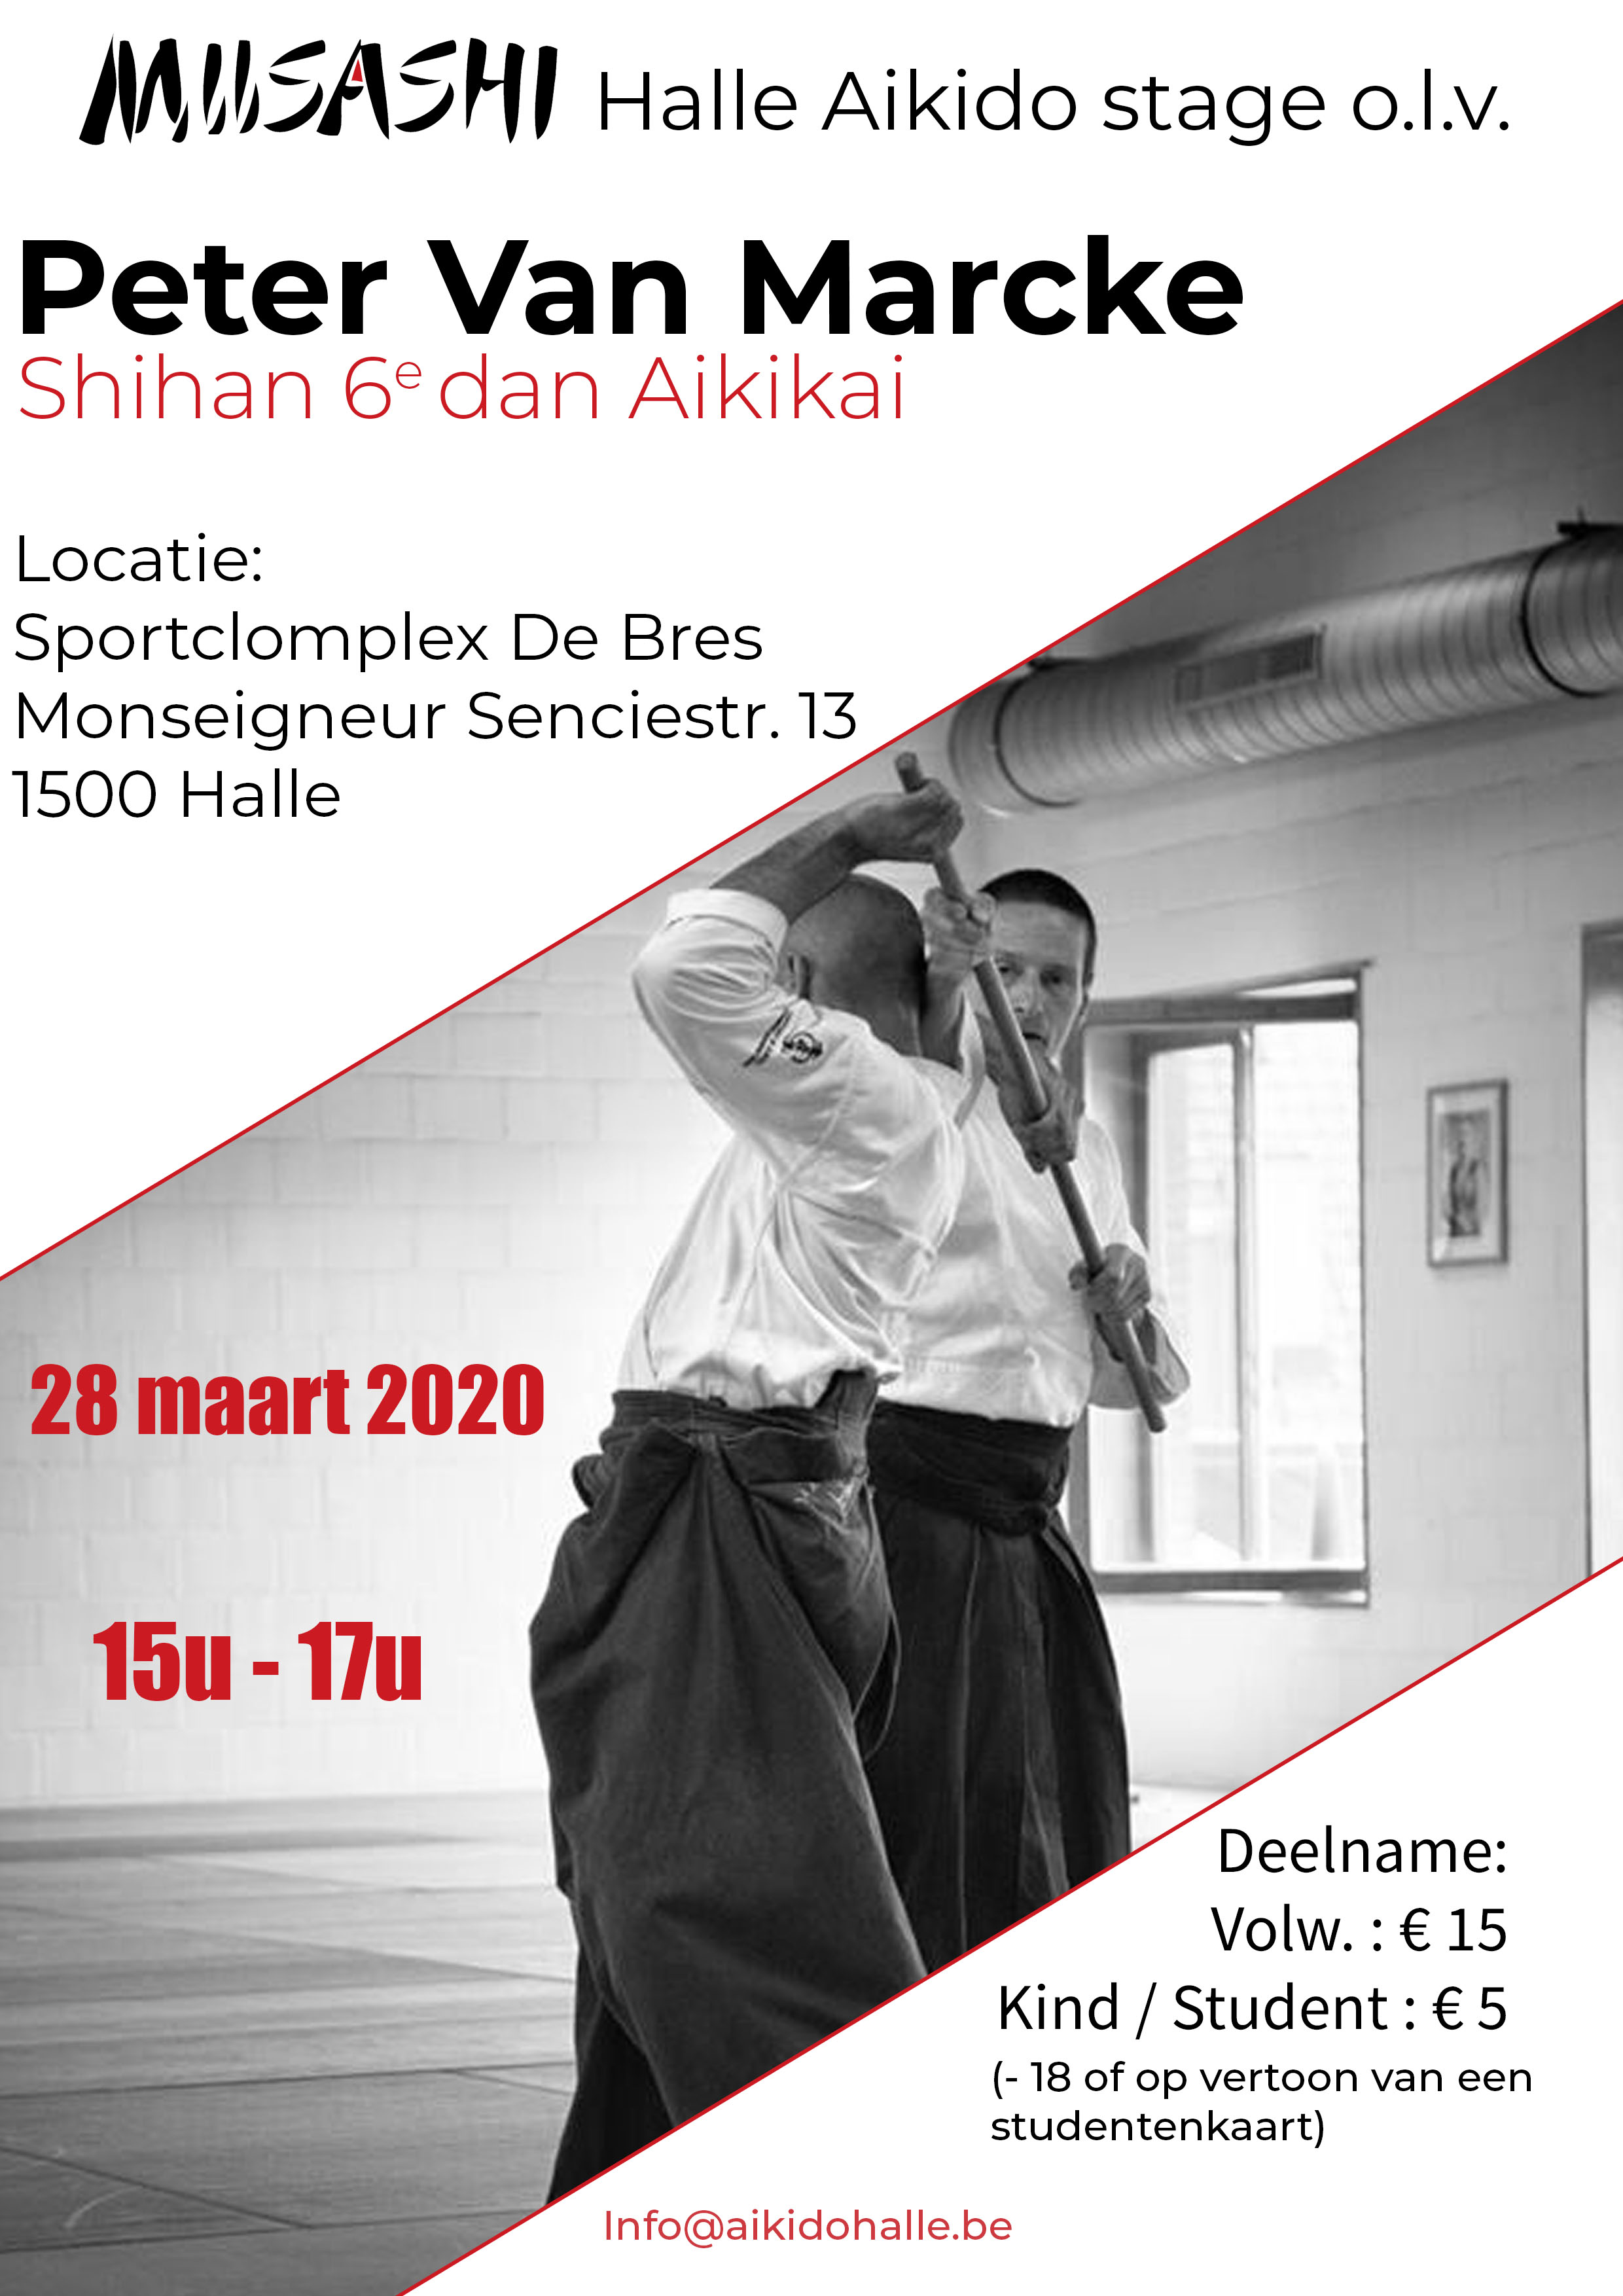 MUSASHI Halle Aikido stage o.l.v.
Peter Van Marcke
Shihan 6e dan Aikikai
Locatie:
Sportclomplex De Bres
Monseigneur Senciestr. 13
1500 Halle
28 maart 2020
15u - 17u
Deelname:
Volw. : € 15
Kind / Student : € 5
(- 18 of op vertoon van een
studentenkaart)
Info@aikidohalle.be